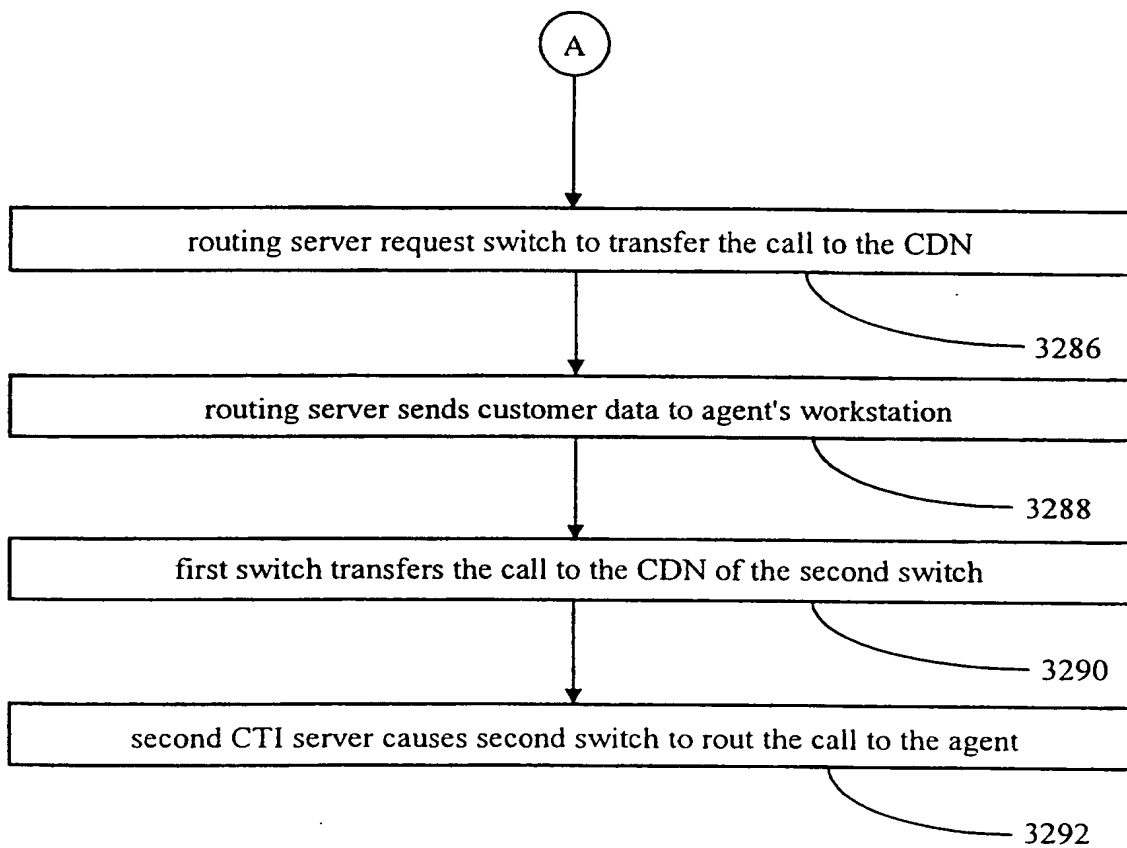 A
routing server request switch to transfer the call to the CDN
3286
routing server sends customer data to agent's workstation
3288
first switch transfers the call to the CDN of the second switch
3290
second CTI server causes second switch to rout the call to the agent
3292